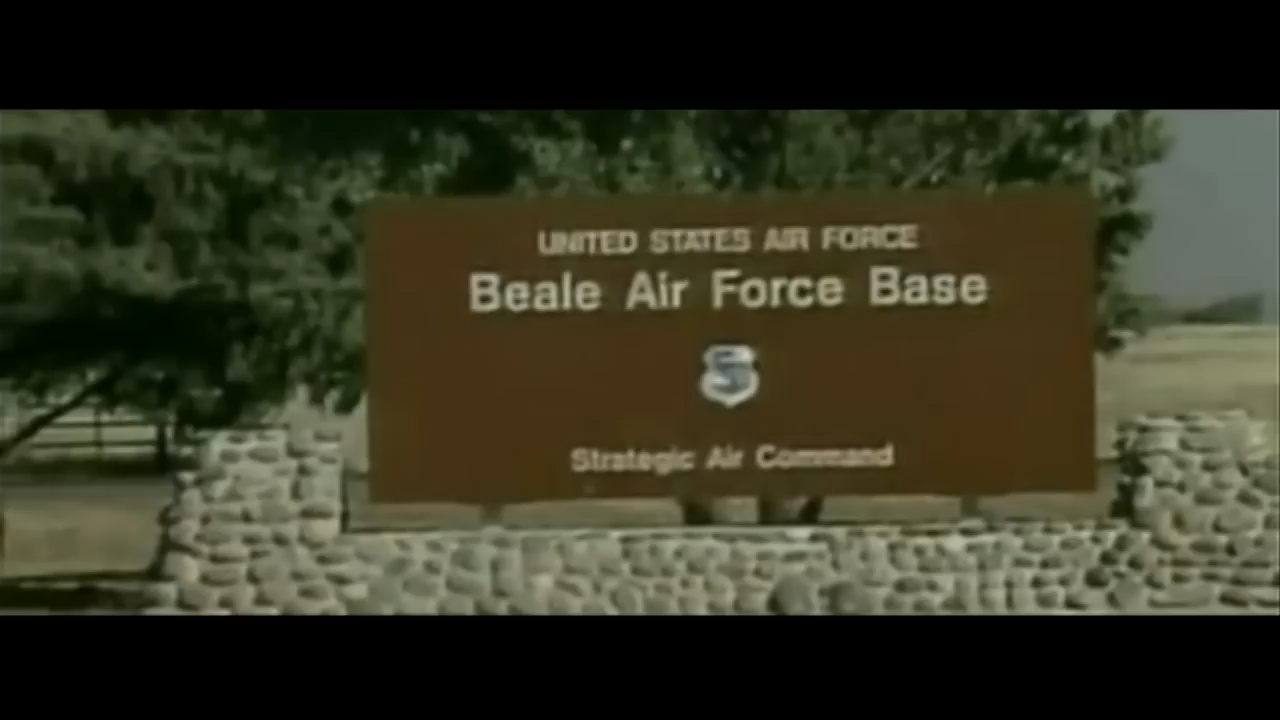 UNITED STATES AIR FORCE
Beale Air Force Base
Strategic Air Command